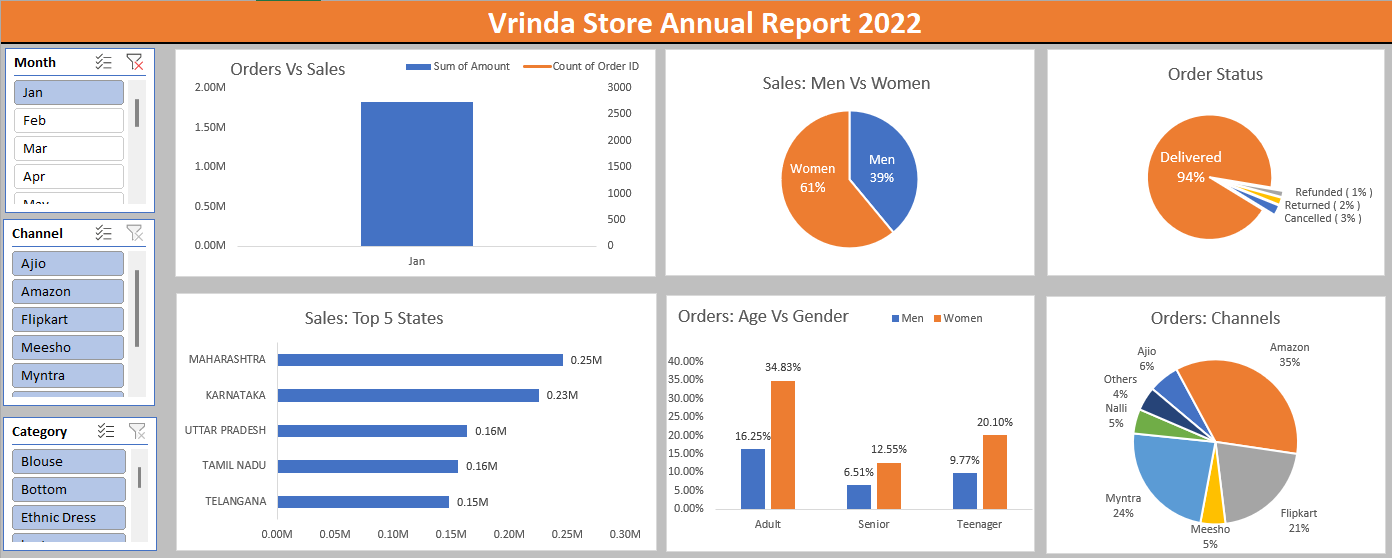 Vrinda Store Annual Report 2022
Month
Jan
Feb
Mar
Apr
Channel
Ajio
Amazon
Flipkart
Meesho
Myntra
Category
Blouse
Bottom
Ethnic Dress
Orders Vs Sales
Sum of Amount
Count of Order ID
2.00M
1.50M
1.00M
0.50M
0.00M
3000
2500
2000
1500
1000
500
0
Jan
Sales: Men Vs Women
Women
61%
Men
39%
Order Status
Delivered
94%
Refunded ( 1% )
Returned ( 2% )
Cancelled ( 3% )
Sales: Top 5 States
MAHARASHTRA
0.25M
KARNATAKA
0.23M
UTTAR PRADESH
0.16M
TAMIL NADU
0.16M
TELANGANA
0.15M
0.00M 0.05M 0.10M 0.15M 0.20M 0.25M 0.30M
Orders: Age Vs Gender
Men
Women
40.00%
35.00%
30.00%
25.00%
20.00%
15.00%
10.00%
5.00%
0.00%
16.25%
34.83%
6.51%
12.55%
9.77%
20.10%
Adult
Senior
Teenager
Orders: Channels
Ajio
6%
Amazon
35%
Others
4%
Nalli
5%
Myntra
24%
Meesho
5%
Flipkart
21%